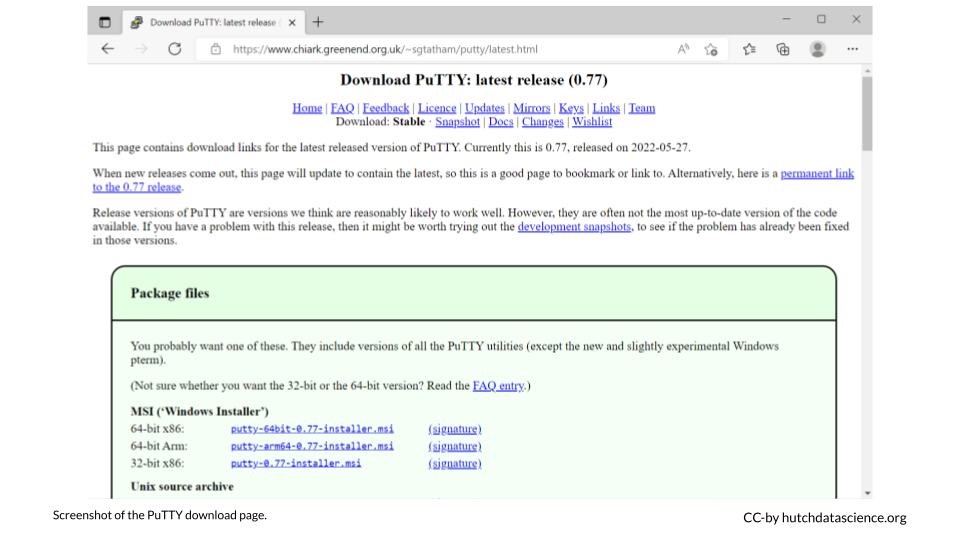 Download PuTTY: latest release (
https://www.chiark.greenend.org.uk/~sgtatham/putty/latest.html
Download PuTTY: latest release (0.77)
Home | FAQ | Feedback | Licence | Updates | Mirrors | Keys | Links | Team
Download: Stable · Snapshot | Docs | Changes | Wishlist
This page contains download links for the latest released version of PuTTY. Currently this is 0.77, released on 2022-05-27.
When new releases come out, this page will update to contain the latest, so this is a good page to bookmark or link to. Alternatively, here is a permanent link
to the 0.77 release.
Release versions of PuTTY are versions we think are reasonably likely to work well. However, they are often not the most up-to-date version of the code
available. If you have a problem with this release, then it might be worth trying out the development snapshots, to see if the problem has already been fixed
in those versions.
Package files
You probably want one of these. They include versions of all the PuTTY utilities (except the new and slightly experimental Windows
pterm).
(Not sure whether you want the 32-bit or the 64-bit version? Read the FAQ entry.)
MSI (‘Windows Installer’)
64-bit x86: putty-64bit-0.77-installer.msi (signature)
64-bit Arm: putty-arm64-0.77-installer.msi (signature)
32-bit x86: putty-0.77-installer.msi (signature)
Unix source archive
Screenshot of the PuTTY download page.
CC-by hutchdatascience.org